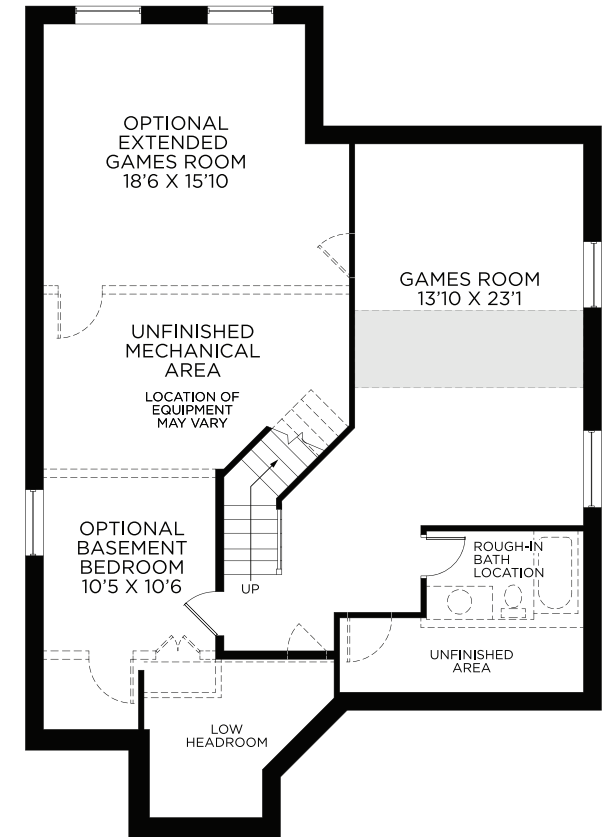 OPTIONAL
EXTENDED
GAMES ROOM
18'6 X 15'10
GAMES ROOM
13'10 X 23'1
UNFINISHED
MECHANICAL
AREA
LOCATION OF
EQUIPMENT
MAY VARY
OPTIONAL
BASEMENT
BEDROOM
10'5 X 10'6
UP
ROUGH-IN
BATH
LOCATION
UNFINISHED
AREA
LOW
HEADROOM